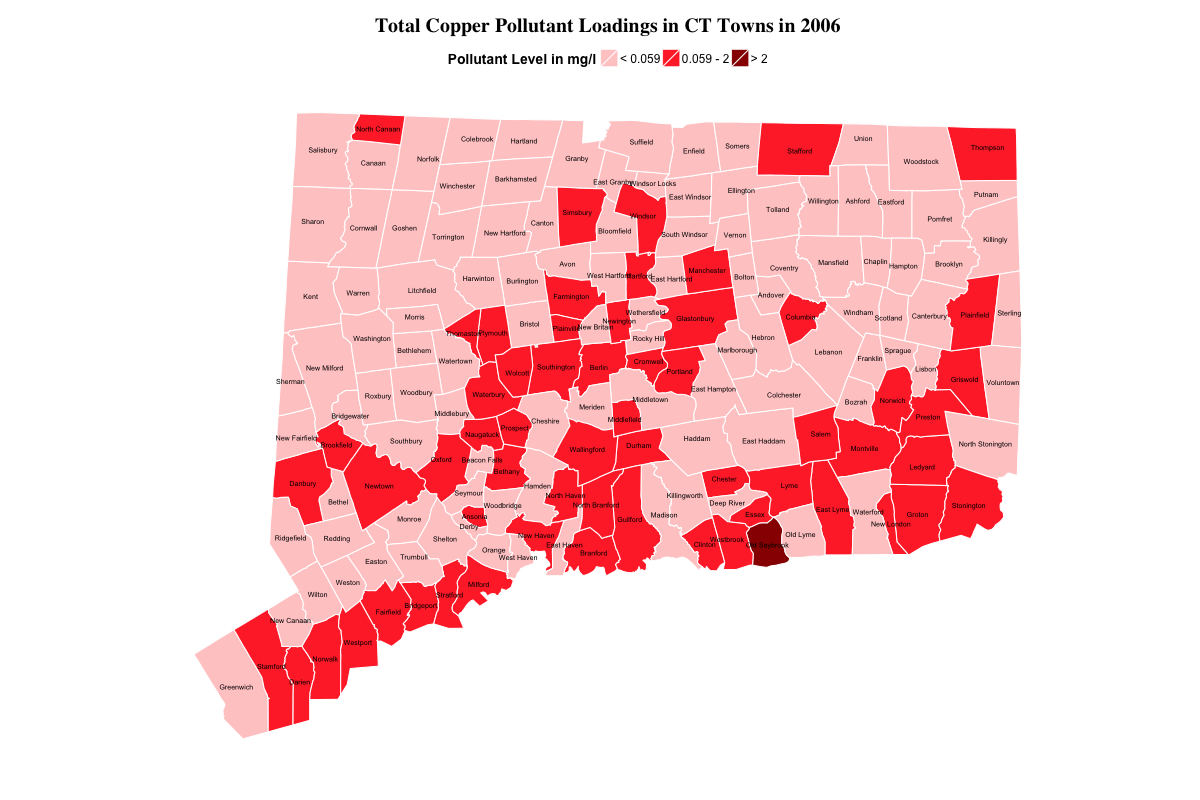 Total Copper Pollutant Loadings in CT Towns in 2006
Pollutant Level in mg/l < 0.059 0.059 - 2 > 2
North Canaan
Colebrook
Hartland
Suffield
Union
Salisbury
Canaan
Norfolk
Granby
Enfield
Somers
Stafford
Woodstock
Thompson
Winchester
Barkhamsted
East Granby
Windsor Locks
East Windsor
Ellington
Tolland
Willington
Ashford
Eastford
Putnam
Sharon
Cornwall
Goshen
Torrington
New Hartford
Canton
Simsbury
Bloomfield
Windsor
South Windsor
Vernon
Pomfret
Killingly
Kent
Warren
Litchfield
Harwinton
Burlington
Avon
West Hartford
Hartford
East Hartford
Manchester
Bolton
Coventry
Mansfield
Chaplin
Hampton
Brooklyn
Morris
Farmington
Andover
Washington
Bethlehem
Watertown
Thomaston
Plymouth
Bristol
Plainville
New Britain
Newington
Wethersfield
Rocky Hill
Glastonbury
Hebron
Marlborough
Columbia
Windham
Scotland
Canterbury
Plainfield
Sterling
New Milford
Sherman
Roxbury
Woodbury
Waterbury
Wolcott
Southington
Berlin
Cromwell
Portland
East Hampton
Colchester
Lebanon
Franklin
Sprague
Lisbon
Griswold
Voluntown
Bridgewater
Middlebury
Cheshire
Meriden
Middletown
Middlefield
Bozrah
Norwich
Preston
New Fairfield
Brookfield
Southbury
Naugatuck
Prospect
Wallingford
Durham
Haddam
East Haddam
Salem
Montville
North Stonington
Ledyard
Danbury
Bethel
Newtown
Oxford
Beacon Falls
Bethany
Hamden
North Haven
North Branford
Guilford
Madison
Killingworth
Chester
Deep River
Essex
Lyme
East Lyme
Waterford
New London
Groton
Stonington
Seymour
Woodbridge
Ansonia
Derby
Monroe
Shelton
Orange
New Haven
West Haven
East Haven
Branford
Clinton
Westbrook
Old Saybrook
Old Lyme
Ridgefield
Redding
Easton
Trumbull
Weston
Wilton
Milford
Stratford
Bridgeport
Fairfield
New Canaan
Westport
Norwalk
Stamford
Darien
Greenwich